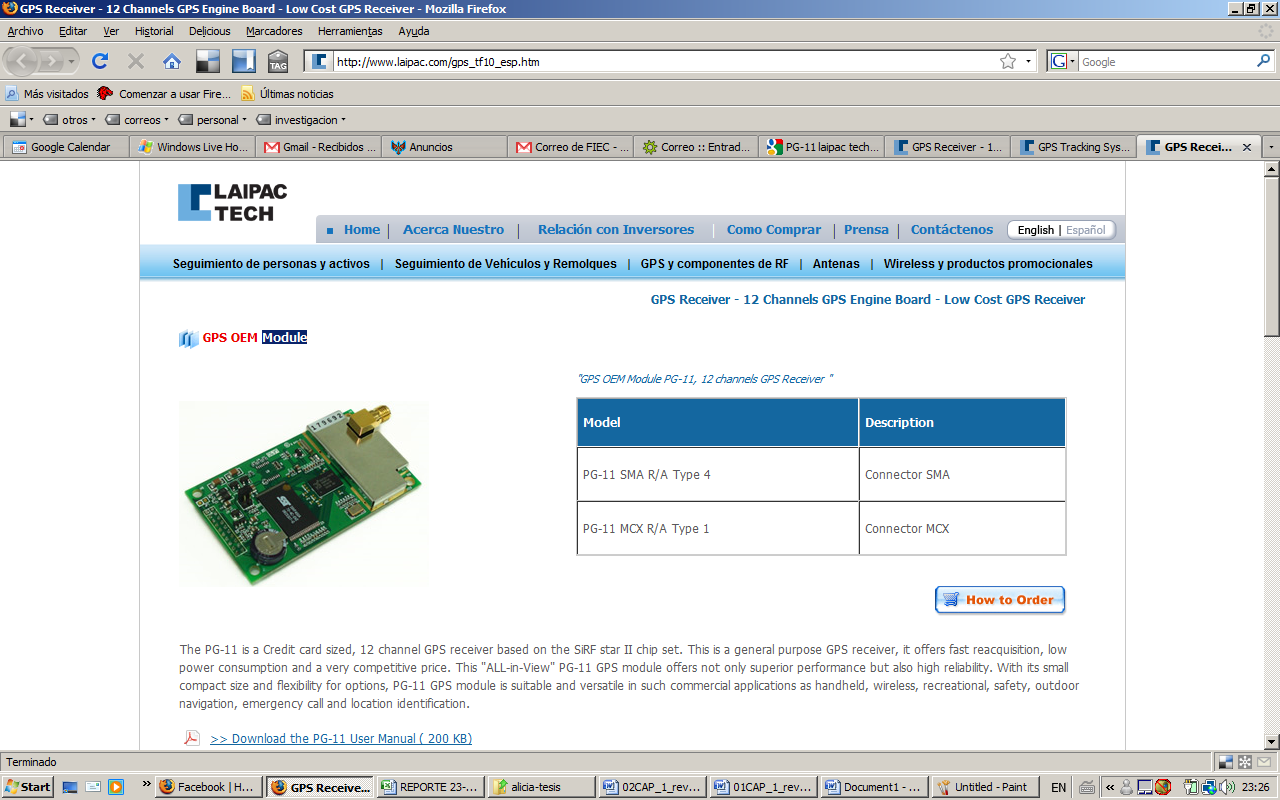 GPS Receiver - 12 Channels GPS Engine Board - Low Cost GPS Receiver - Mozilla Firefox
Archivo Editar Ver Historial Delicious Marcadores Herramientas Ayuda
TAG http://www.laipac.com/gps_tf10_esp.htm Google
Más visitados Comenzar a usar Fire... Últimas noticias
otros correos personal investigacion
Google Calendar Windows Live Ho... Gmail - Recibidos ... Anuncios Correo de FIEC - ... Correo :: Entrad... PG-11 laipac tech... GPS Receiver - 1... GPS Tracking Sys... GPS Recei...
LAIPAC
TECH
Home | Acerca Nuestro | Relación con Inversores | Como Comprar | Prensa | Contáctenos English | Español
Seguimiento de personas y activos | Seguimiento de Vehículos y Remolques | GPS y componentes de RF | Antenas | Wireless y productos promocionales
GPS Receiver - 12 Channels GPS Engine Board - Low Cost GPS Receiver
GPS OEM Module
"GPS OEM Module PG-11, 12 channels GPS Receiver "
Model Description
PG-11 SMA R/A Type 4 Connector SMA
PG-11 MCX R/A Type 1 Connector MCX
179692
How to Order
The PG-11 is a Credit card sized, 12 channel GPS receiver based on the SiRF star II chip set. This is a general purpose GPS receiver, it offers fast reacquisition, low
power consumption and a very competitive price. This "ALL-in-View" PG-11 GPS module offers not only superior performance but also high reliability. With its small
compact size and flexibility for options, PG-11 GPS module is suitable and versatile in such commercial applications as handheld, wireless, recreational, safety, outdoor
navigation, emergency call and location identification.
>> Download the PG-11 User Manual ( 200 KB)
Terminado
Start » Facebook | H... GPS Receive... REPORTE 23-... alicia-tesis 02CAP_1_rev... 01CAP_1_rev... Document1 - ... Untitled - Paint EN « 23:26